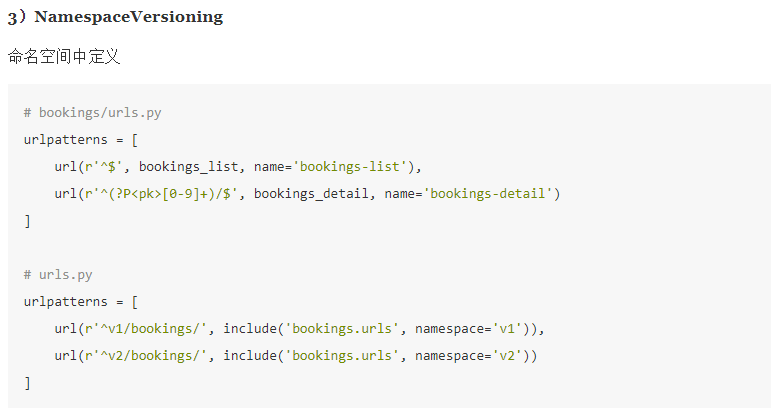 3）NamespaceVersioning
命名空间中定义
# bookings/urls.py
urlpatterns = [
    url(r'^$', bookings_list, name='bookings-list'),
    url(r'^(?P<pk>[0-9]+)/$', bookings_detail, name='bookings-detail')
]
# urls.py
urlpatterns = [
    url(r'^v1/bookings/', include('bookings.urls', namespace='v1')),
    url(r'^v2/bookings/', include('bookings.urls', namespace='v2'))
]